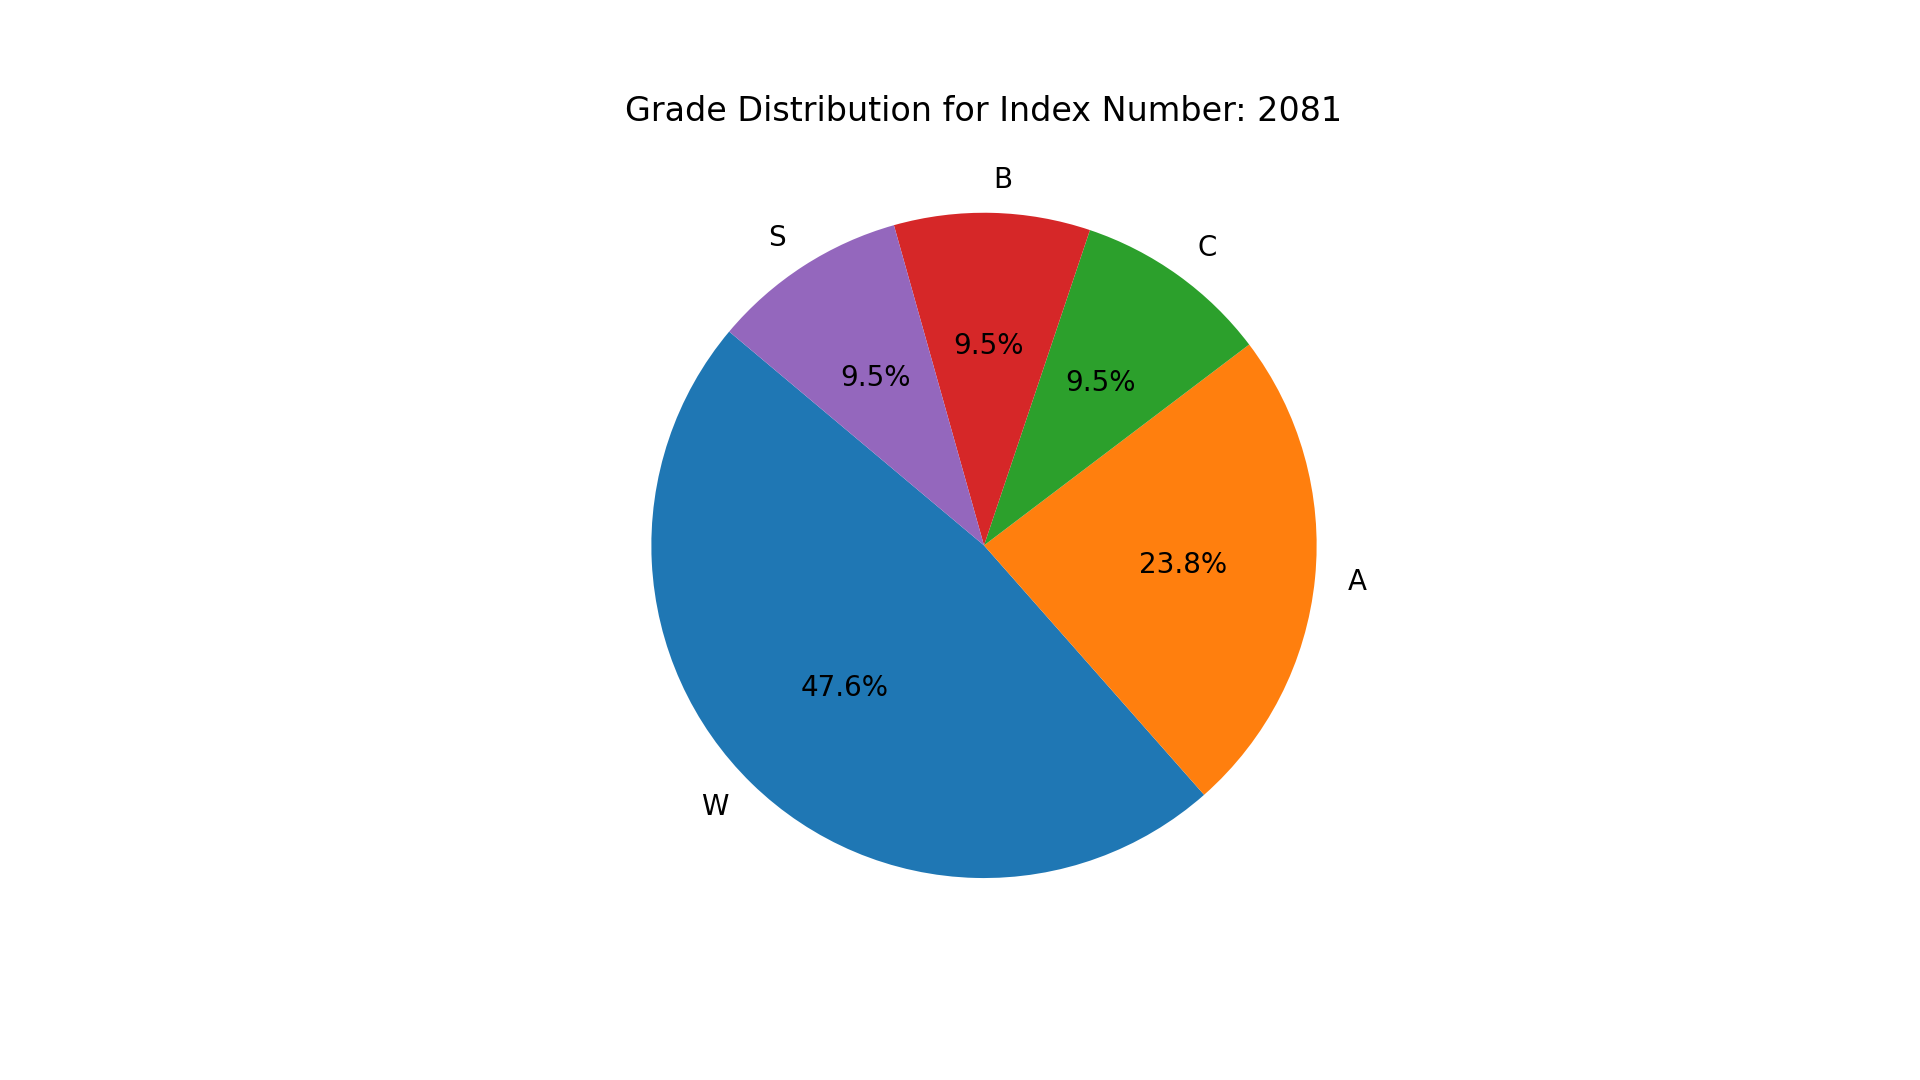 Grade Distribution for Index Number: 2081
B
S
C
9.5%
9.5%
9.5%
23.8%
A
47.6%
W